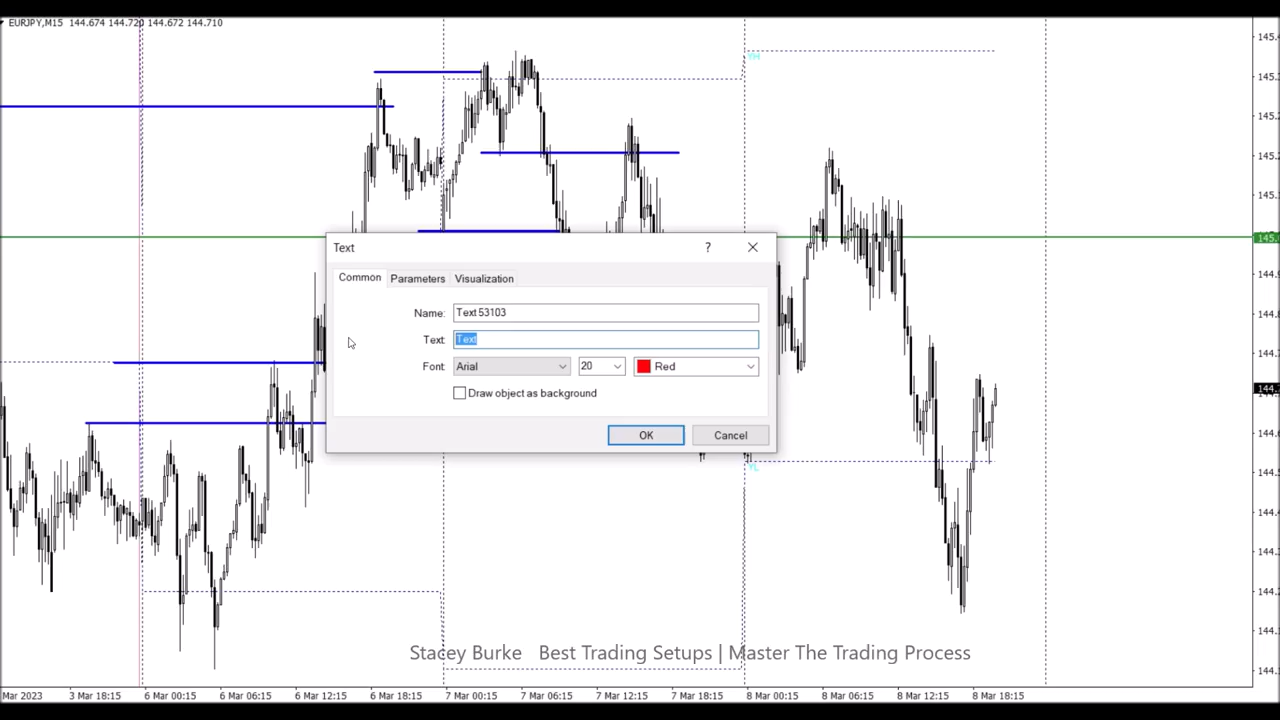 EURJPY,M15 144.674 144.720 144.672 144.710
YH
Text
?
Common Parameters Visualization
Name: Text 53103
Text: Text
Font Arial 20 Red
Draw object as background
OK Cancel
YL
Stacey Burke Best Trading Setups | Master The Trading Process
Mar 2023 3 Mar 18:15 6 Mar 00:15 6 Mar 06:15 6 Mar 12:15 6 Mar 18:15 7 Mar 00:15 7 Mar 06:15 7 Mar 12:15 7 Mar 18:15 8 Mar 00:15 8 Mar 06:15 8 Mar 12:15 8 Mar 18:15